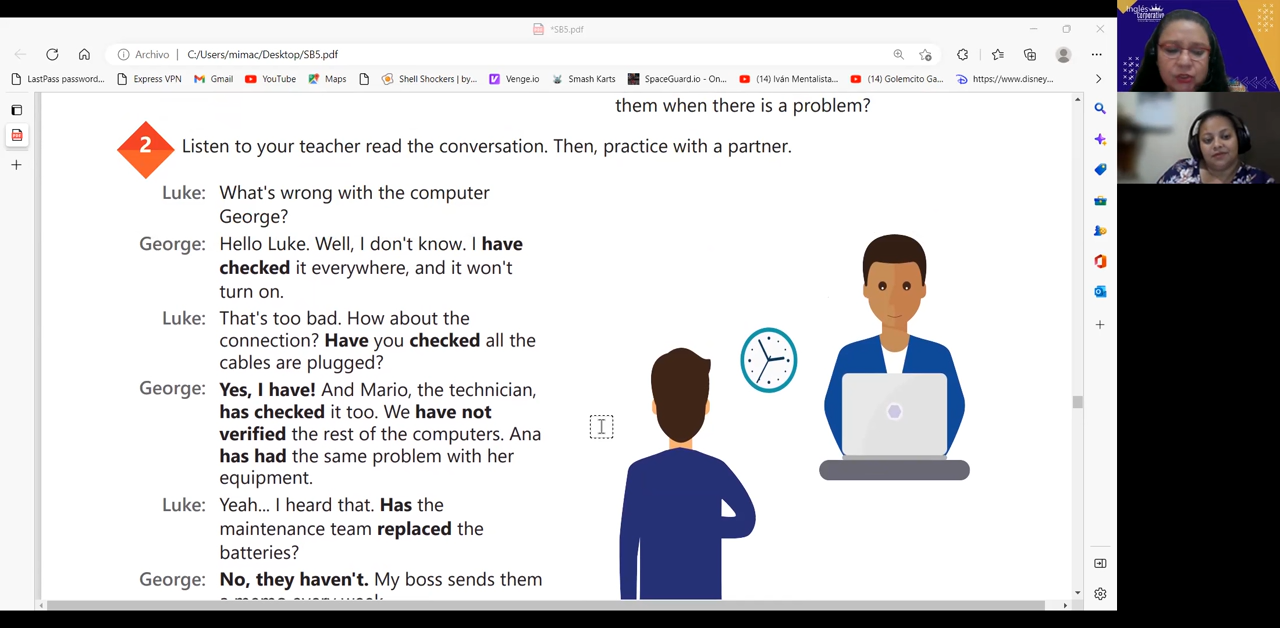 *SB5.pdf
Inglés
Corporativo
Archivo | C:/Users/mimac/Desktop/SB5.pdf
LastPass password... Express VPN Gmail YouTube Maps Shell Shockers | by... Venge.io Smash Karts SpaceGuard.io - On... (14) Iván Mentalista... (14) Golemcito Ga... https://www.disney...
them when there is a problem?
2 Listen to your teacher read the conversation. Then, practice with a partner.
Luke: What's wrong with the computer
George?
George: Hello Luke. Well, I don't know. I have
checked it everywhere, and it won't
turn on.
Luke: That's too bad. How about the
connection? Have you checked all the
cables are plugged?
George: Yes, I have! And Mario, the technician,
has checked it too. We have not
verified the rest of the computers. Ana
has had the same problem with her
equipment.
Luke: Yeah... I heard that. Has the
maintenance team replaced the
batteries?
George: No, they haven't. My boss sends them
a memo every week